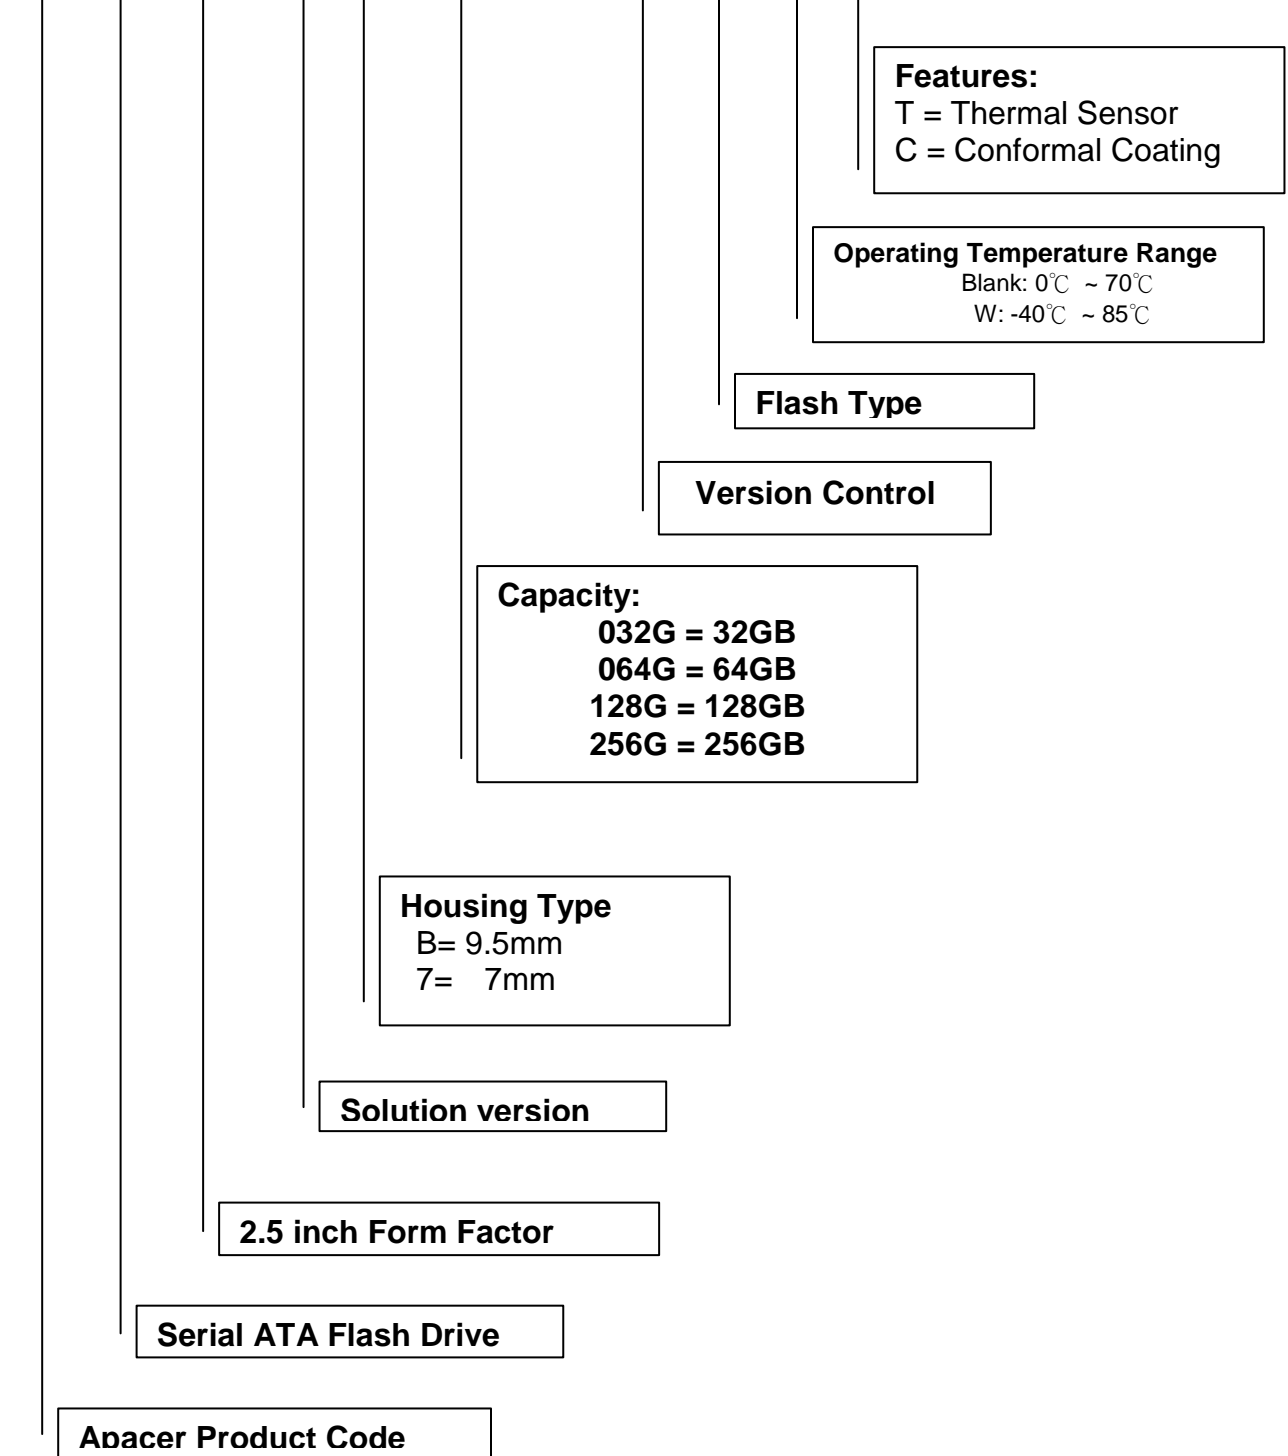 Features:
T = Thermal Sensor
C = Conformal Coating
Operating Temperature Range
Blank: 0℃ ~ 70℃
W: -40℃ ~ 85℃
Flash Type
Version Control
Capacity:
032G = 32GB
064G = 64GB
128G = 128GB
256G = 256GB
Housing Type
B= 9.5mm
7= 7mm
Solution version
2.5 inch Form Factor
Serial ATA Flash Drive
Apacer Product Code